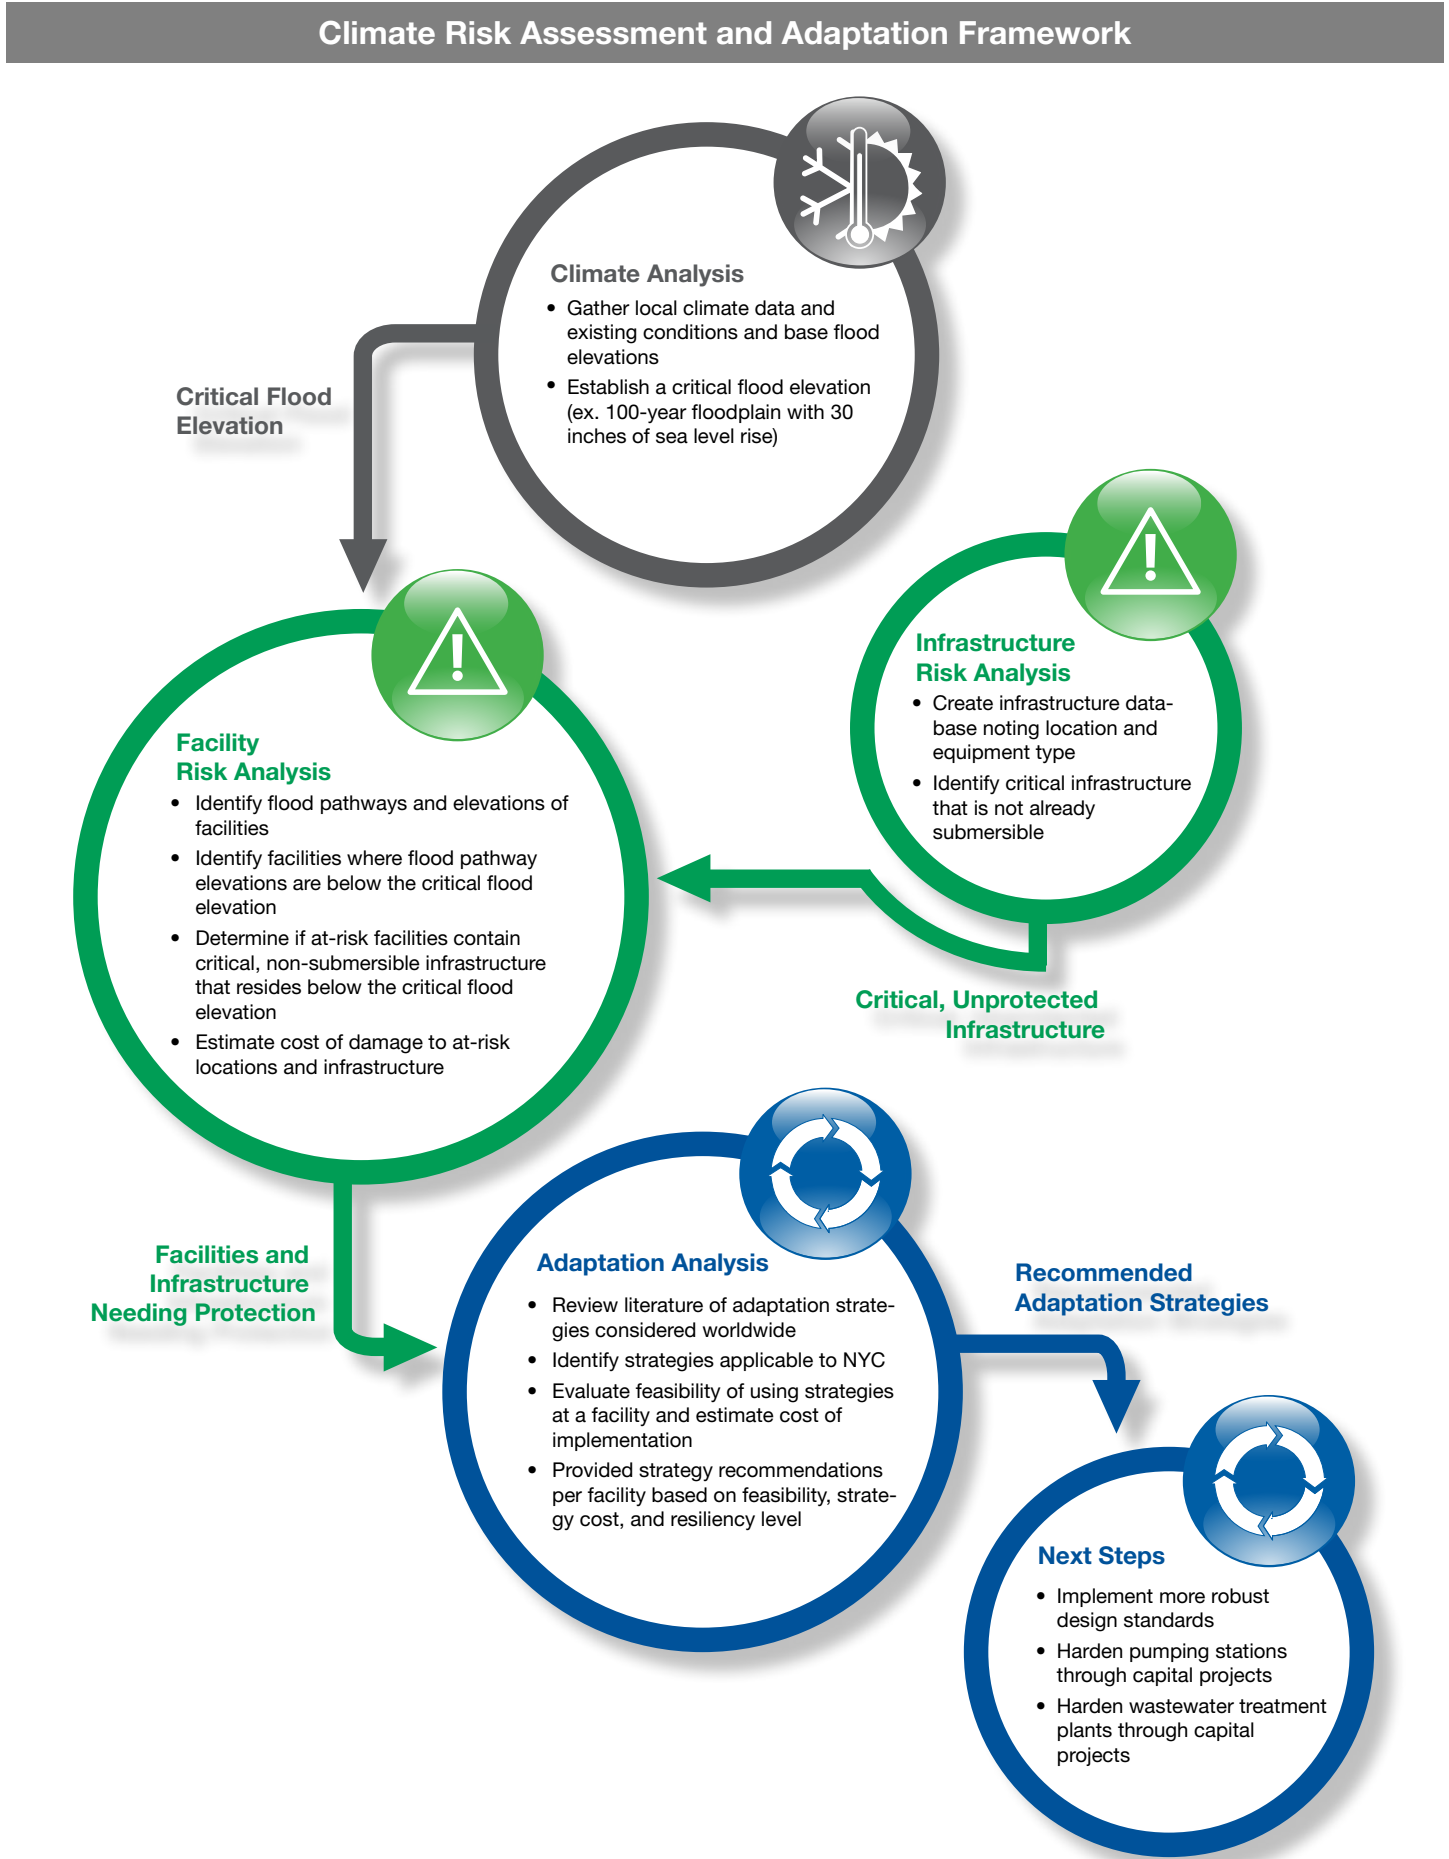 Climate Risk Assessment and Adaptation Framework
Climate Analysis
• Gather local climate data and
existing conditions and base flood
elevations
• Establish a critical flood elevation
(ex. 100-year floodplain with 30
inches of sea level rise)
Critical Flood
Elevation
Infrastructure
Risk Analysis
• Create infrastructure data-
base noting location and
equipment type
• Identify critical infrastructure
that is not already
submersible
Critical, Unprotected
Infrastructure
Facility
Risk Analysis
• Identify flood pathways and elevations of
facilities
• Identify facilities where flood pathway
elevations are below the critical flood
elevation
• Determine if at-risk facilities contain
critical, non-submersible infrastructure
that resides below the critical flood
elevation
• Estimate cost of damage to at-risk
locations and infrastructure
Facilities and
Infrastructure
Needing Protection
Adaptation Analysis
• Review literature of adaptation strate-
gies considered worldwide
• Identify strategies applicable to NYC
• Evaluate feasibility of using strategies
at a facility and estimate cost of
implementation
• Provided strategy recommendations
per facility based on feasibility, strate-
gy cost, and resiliency level
Recommended
Adaptation Strategies
Next Steps
• Implement more robust
design standards
• Harden pumping stations
through capital projects
• Harden wastewater treatment
plants through capital
projects